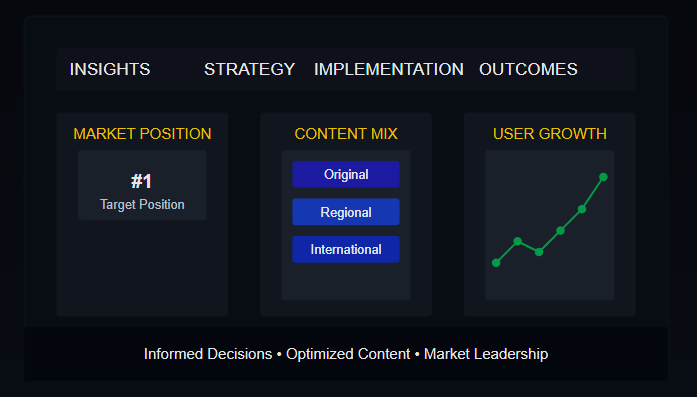 INSIGHTS STRATEGY IMPLEMENTATION OUTCOMES
MARKET POSITION
#1
Target Position
CONTENT MIX
Original
Regional
International
USER GROWTH
Informed Decisions • Optimized Content • Market Leadership